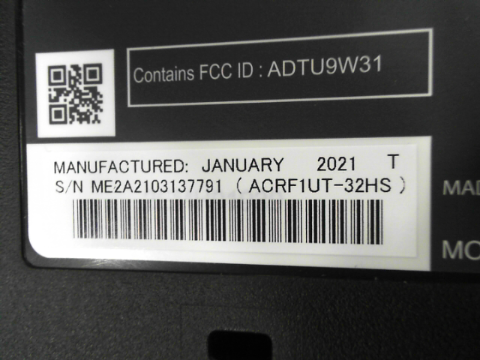 Contains FCC ID : ADTU9W31
MANUFACTURED: JANUARY 2021 T
S/N ME2A2103137791 ( ACRF1UT-32HS )